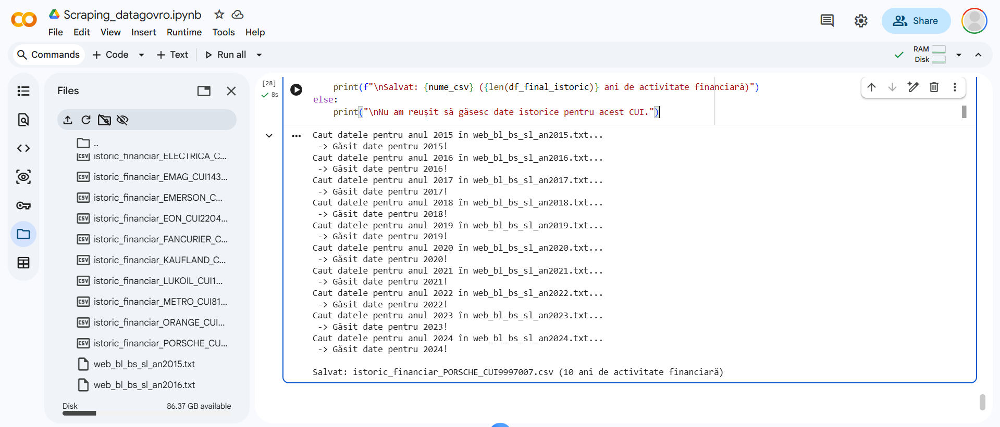 Scraping_datagovro.ipynb
File Edit View Insert Runtime Tools Help
Share
Commands + Code + Text Run all
RAM
Disk
Files
..
istoric_financiar_ELECTRICA_C...
istoric_financiar_EMAG_CUI143...
istoric_financiar_EMERSON_C...
istoric_financiar_EON_CUI2204...
istoric_financiar_FANCURIER_C...
istoric_financiar_KAUFLAND_C...
istoric_financiar_LUKOIL_CUI1...
istoric_financiar_METRO_CUI81...
istoric_financiar_ORANGE_CUI...
istoric_financiar_PORSCHE_CU...
web_bl_bs_sl_an2015.txt
web_bl_bs_sl_an2016.txt
Disk 86.37 GB available
[28]
8s
print(f"\nSalvat: {nume_csv} ({len(df_final_istoric)} ani de activitate financiară)")
else:
print("\nNu am reușit să găsesc date istorice pentru acest CUI.")
Caut datele pentru anul 2015 în web_bl_bs_sl_an2015.txt...
-> Găsit date pentru 2015!
Caut datele pentru anul 2016 în web_bl_bs_sl_an2016.txt...
-> Găsit date pentru 2016!
Caut datele pentru anul 2017 în web_bl_bs_sl_an2017.txt...
-> Găsit date pentru 2017!
Caut datele pentru anul 2018 în web_bl_bs_sl_an2018.txt...
-> Găsit date pentru 2018!
Caut datele pentru anul 2019 în web_bl_bs_sl_an2019.txt...
-> Găsit date pentru 2019!
Caut datele pentru anul 2020 în web_bl_bs_sl_an2020.txt...
-> Găsit date pentru 2020!
Caut datele pentru anul 2021 în web_bl_bs_sl_an2021.txt...
-> Găsit date pentru 2021!
Caut datele pentru anul 2022 în web_bl_bs_sl_an2022.txt...
-> Găsit date pentru 2022!
Caut datele pentru anul 2023 în web_bl_bs_sl_an2023.txt...
-> Găsit date pentru 2023!
Caut datele pentru anul 2024 în web_bl_bs_sl_an2024.txt...
-> Găsit date pentru 2024!
Salvat: istoric_financiar_PORSCHE_CUI9997007.csv (10 ani de activitate financiară)